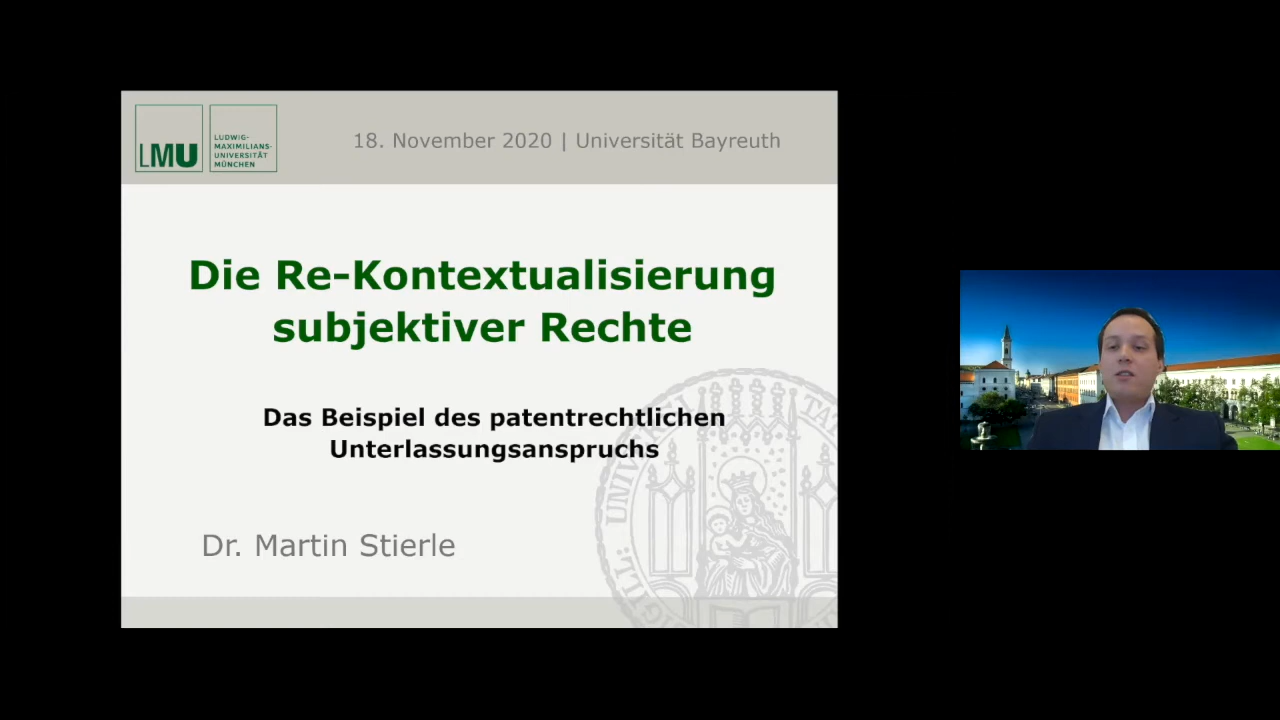 LMU
LUDWIG-
MAXIMILIANS-
UNIVERSITÄT
MÜNCHEN
18. November 2020 | Universität Bayreuth
Die Re-Kontextualisierung
subjektiver Rechte
Das Beispiel des patentrechtlichen
Unterlassungsanspruchs
Dr. Martin Stierle